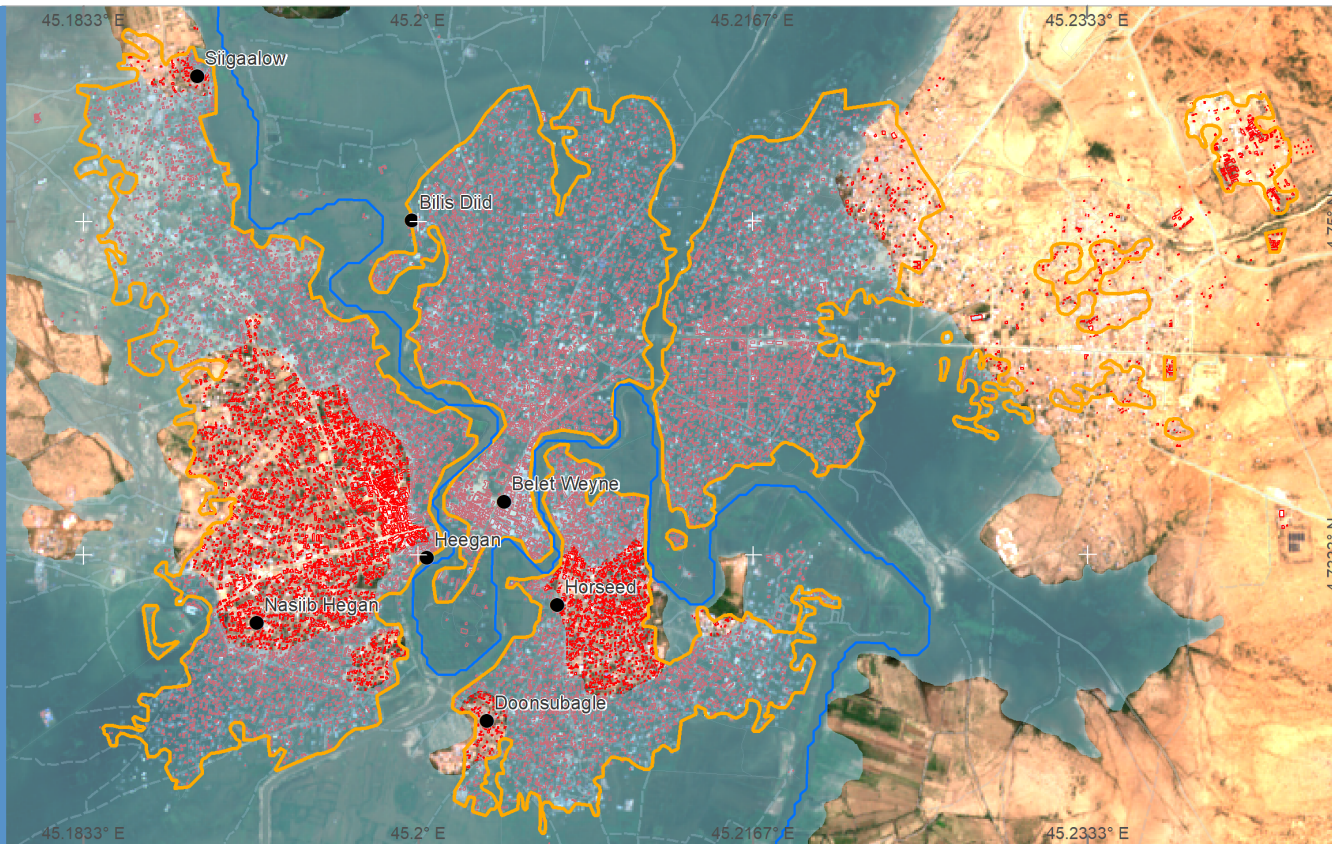 45.1833° E 45.2° E 45.2167° E 45.2333° E
Siigaalow
Bilis Diid
Belet Weyne
Heegan
Horseed
Nasiib Hegan
Doonsubagle
45.1833° E 45.2° E 45.2167° E 45.2333° E